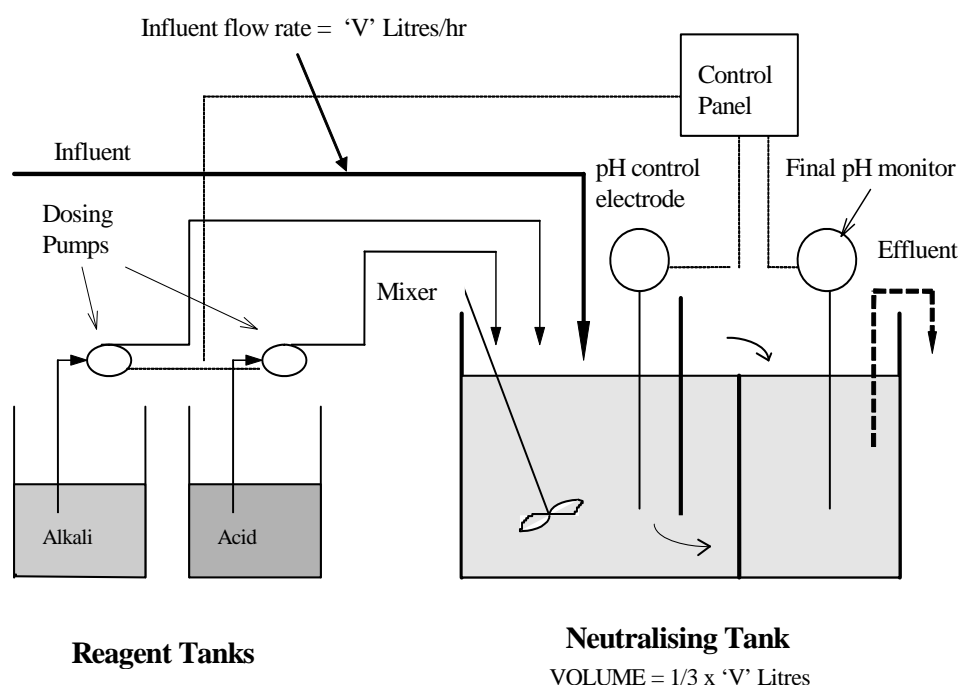 Influent flow rate = ‘V’ Litres/hr
Control
Panel
Influent
pH control
electrode
Final pH monitor
Dosing
Pumps
Effluent
Mixer
Alkali
Acid
Reagent Tanks
Neutralising Tank
VOLUME = 1/3 x ‘V’ Litres